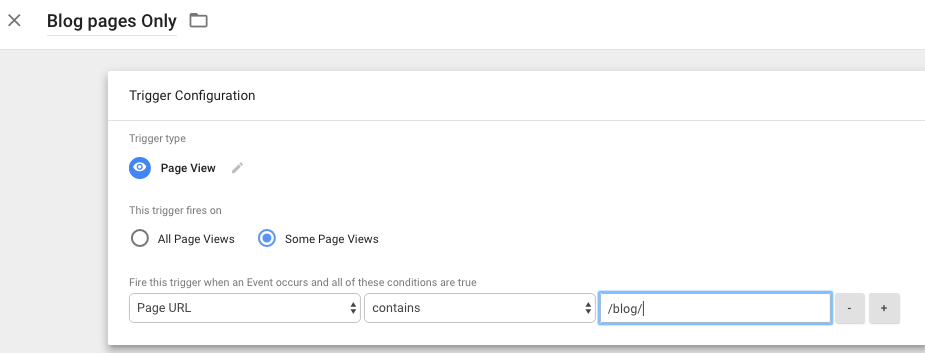 Blog pages Only
Trigger Configuration
Trigger type
Page View
This trigger fires on
All Page Views Some Page Views
Fire this trigger when an Event occurs and all of these conditions are true
Page URL contains /blog/ - +